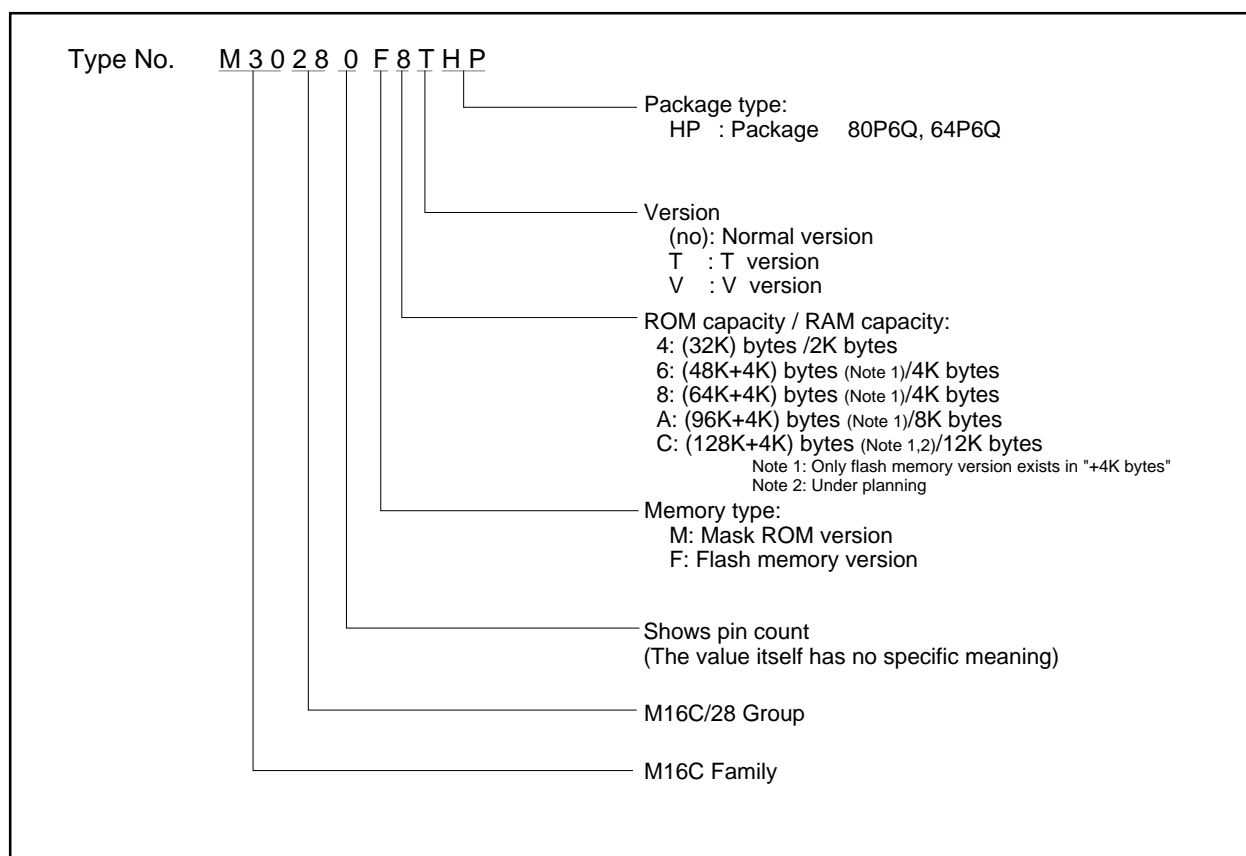 Type No. M 3 0 2 8 0 F 8 T H P
Package type:
HP : Package 80P6Q, 64P6Q
Version
(no): Normal version
T : T version
V : V version
ROM capacity / RAM capacity:
4: (32K) bytes /2K bytes
6: (48K+4K) bytes (Note 1)/4K bytes
8: (64K+4K) bytes (Note 1)/4K bytes
A: (96K+4K) bytes (Note 1)/8K bytes
C: (128K+4K) bytes (Note 1,2)/12K bytes
Note 1: Only flash memory version exists in "+4K bytes"
Note 2: Under planning
Memory type:
M: Mask ROM version
F: Flash memory version
Shows pin count
(The value itself has no specific meaning)
M16C/28 Group
M16C Family